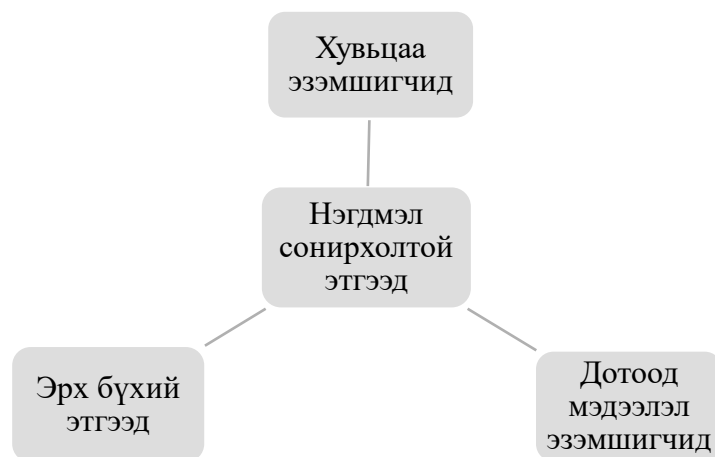 Хувьцаа
эзэмшигчид
Нэгдмэл
сонирхолтой
этгээд
Эрх бүхий
этгээд
Дотоод
мэдээлэл
эзэмшигчид